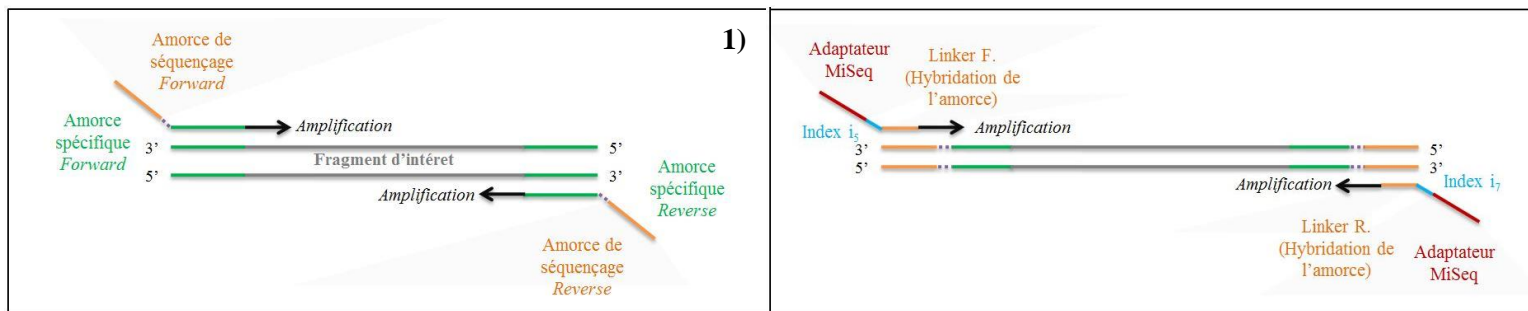 Amorce de
séquençage
Forward
1)
Amorce
spécifique
Forward
Amplification
3’
5’
Fragment d’intéret
5’
3’
Amplification
Amorce
spécifique
Reverse
Amorce de
séquençage
Reverse
Adaptateur
MiSeq
Linker F.
(Hybridation de
l’amorce)
Index i5
Amplification
3’
5’
5’
3’
Amplification
Index i7
Linker R.
(Hybridation de
l’amorce)
Adaptateur
MiSeq